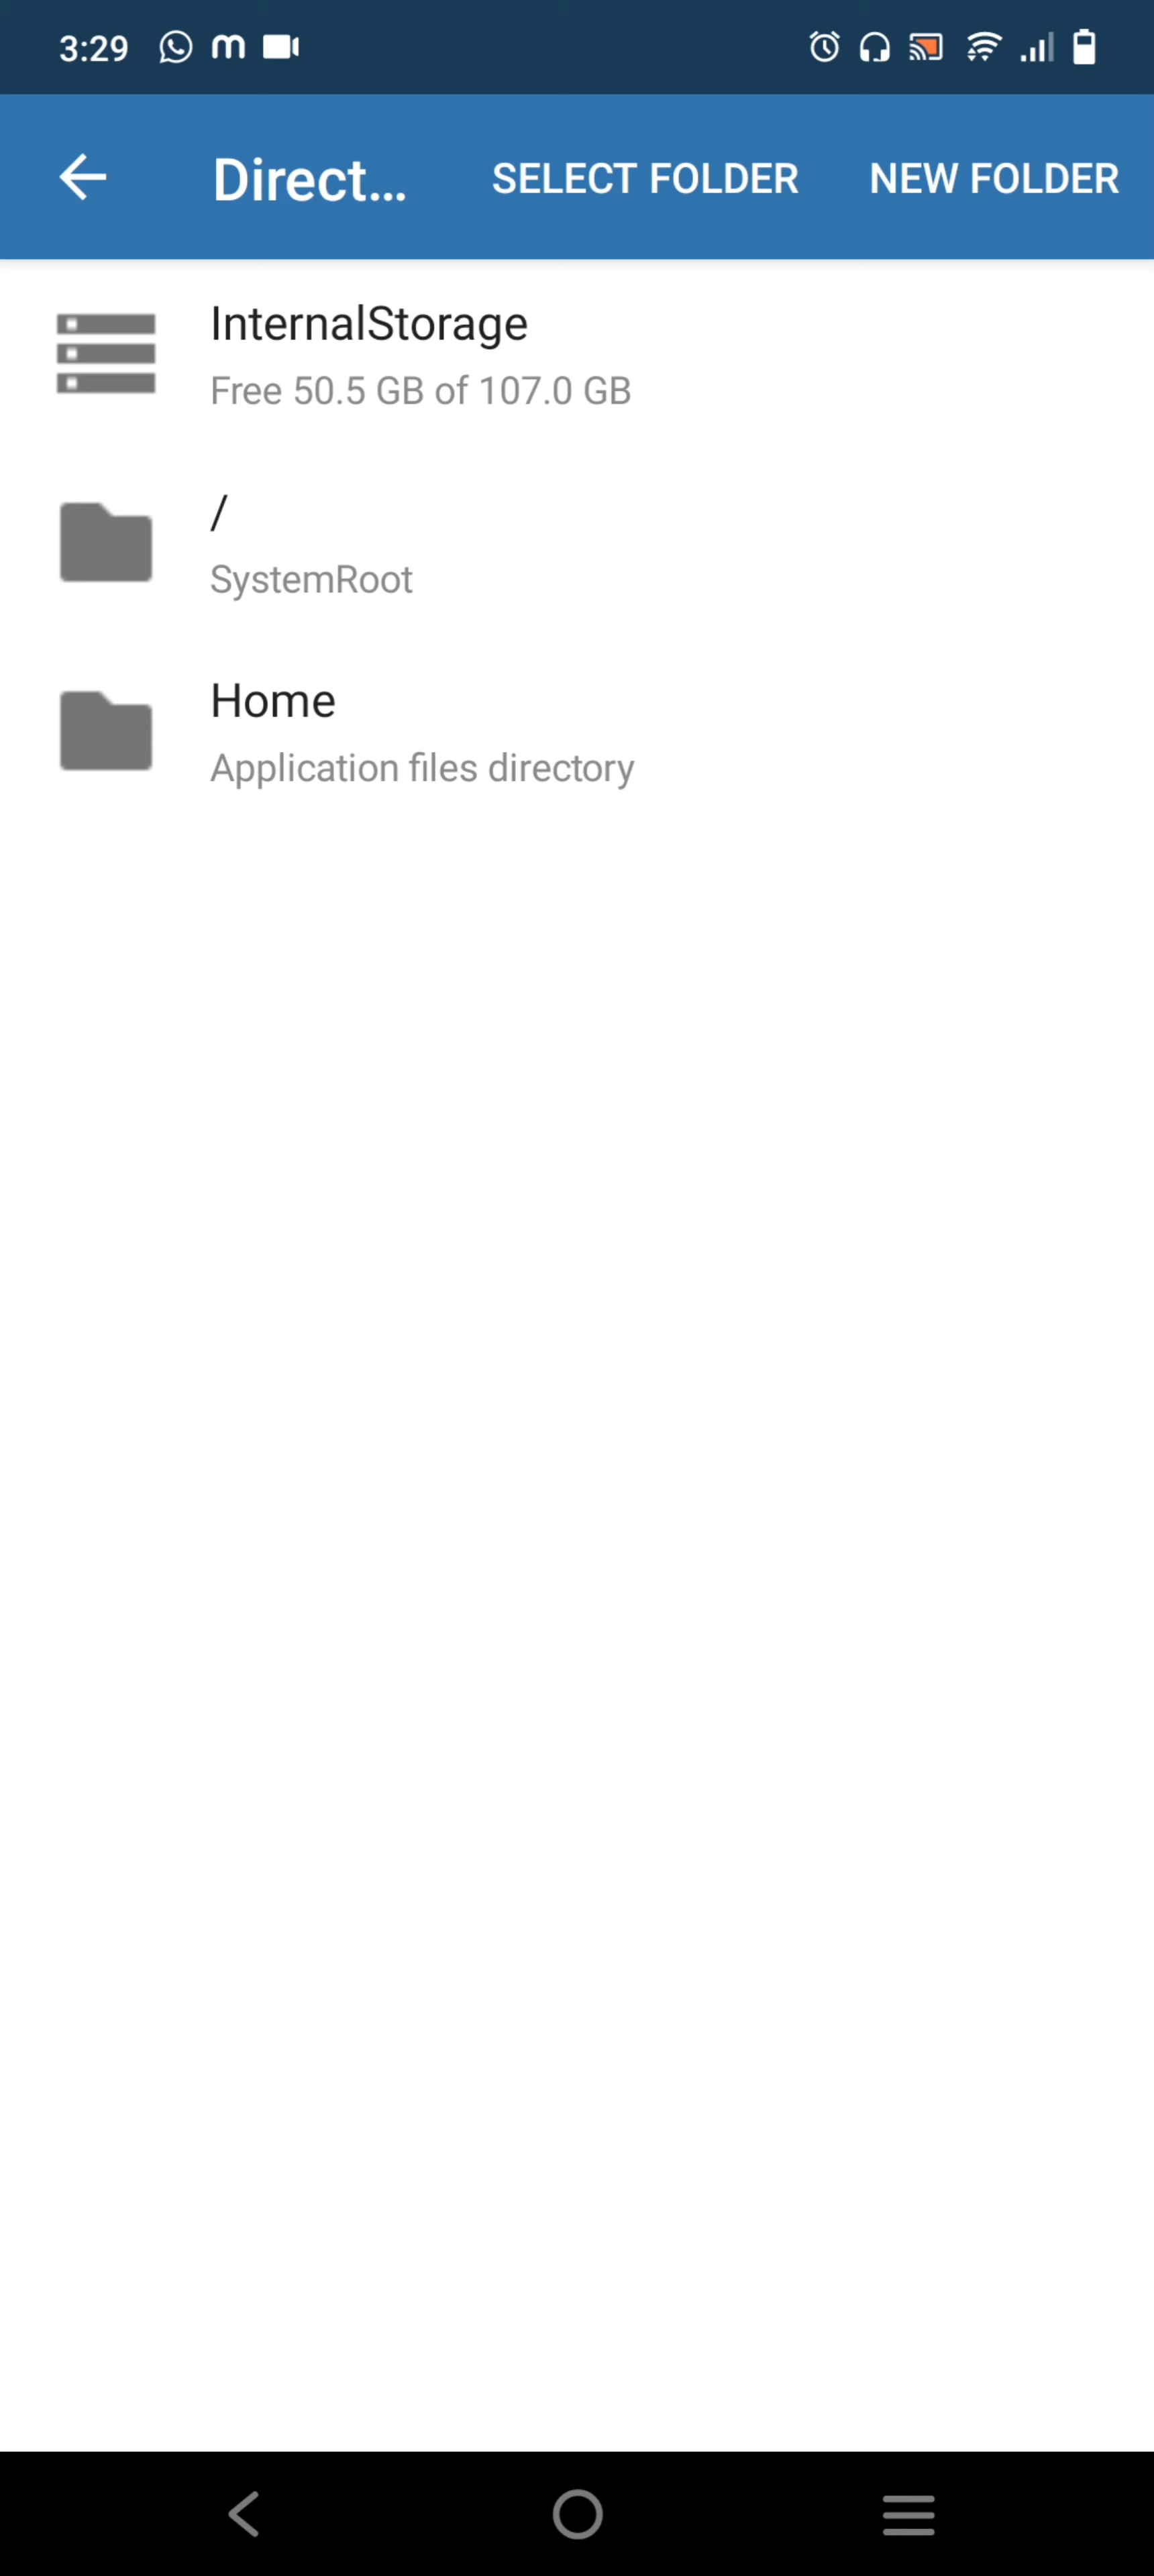 3:29
Direct... SELECT FOLDER NEW FOLDER
InternalStorage
Free 50.5 GB of 107.0 GB
/
SystemRoot
Home
Application files directory